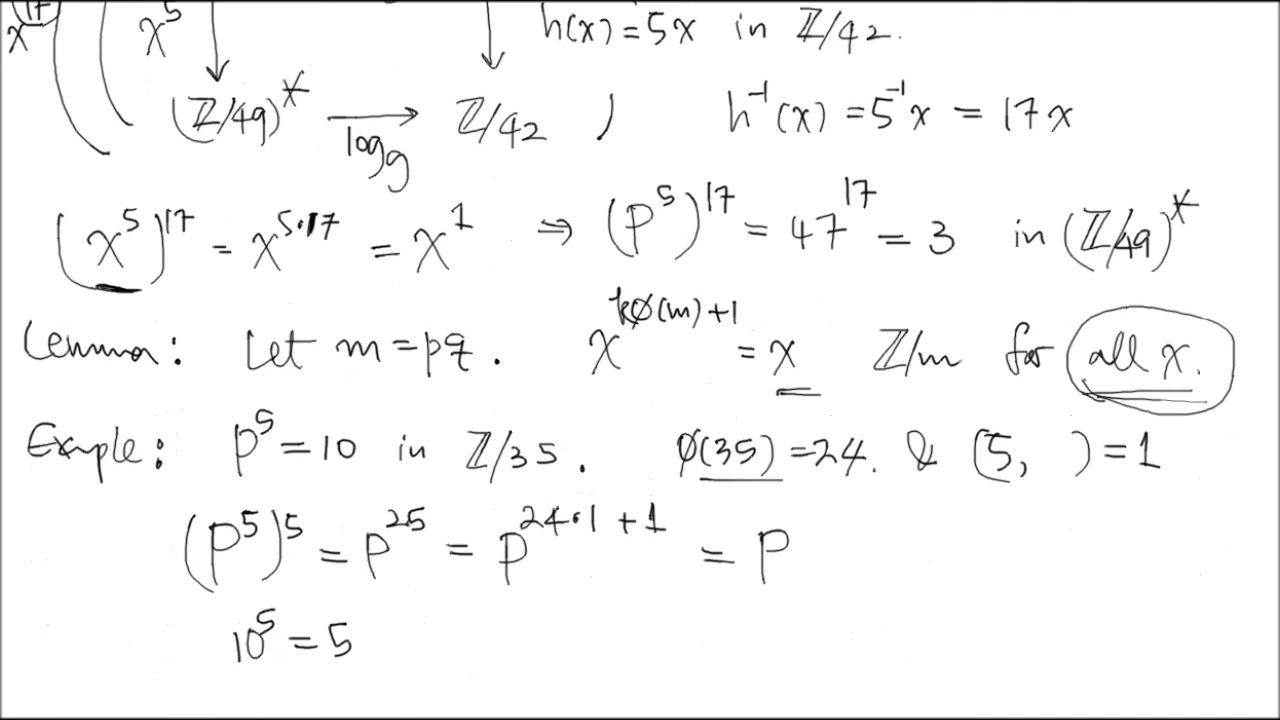 x^17 x^5 h(x) = 5x in ℤ/42.
(ℤ/49)^* →log_g ℤ/42 ) h^-1(x) = 5^-1 x = 17x
(x^5)^17 = x^5·17 = x^1 ⇒ (p^5)^17 = 47^17 = 3 in (ℤ/49)^*
Lemma: Let m = pq. x^kφ(m)+1 = x ℤ/m for all x.
Exmple: p^5 = 10 in ℤ/35. φ(35) = 24. & (5, ) = 1
(p^5)^5 = p^25 = p^24·1+1 = p
10^5 = 5